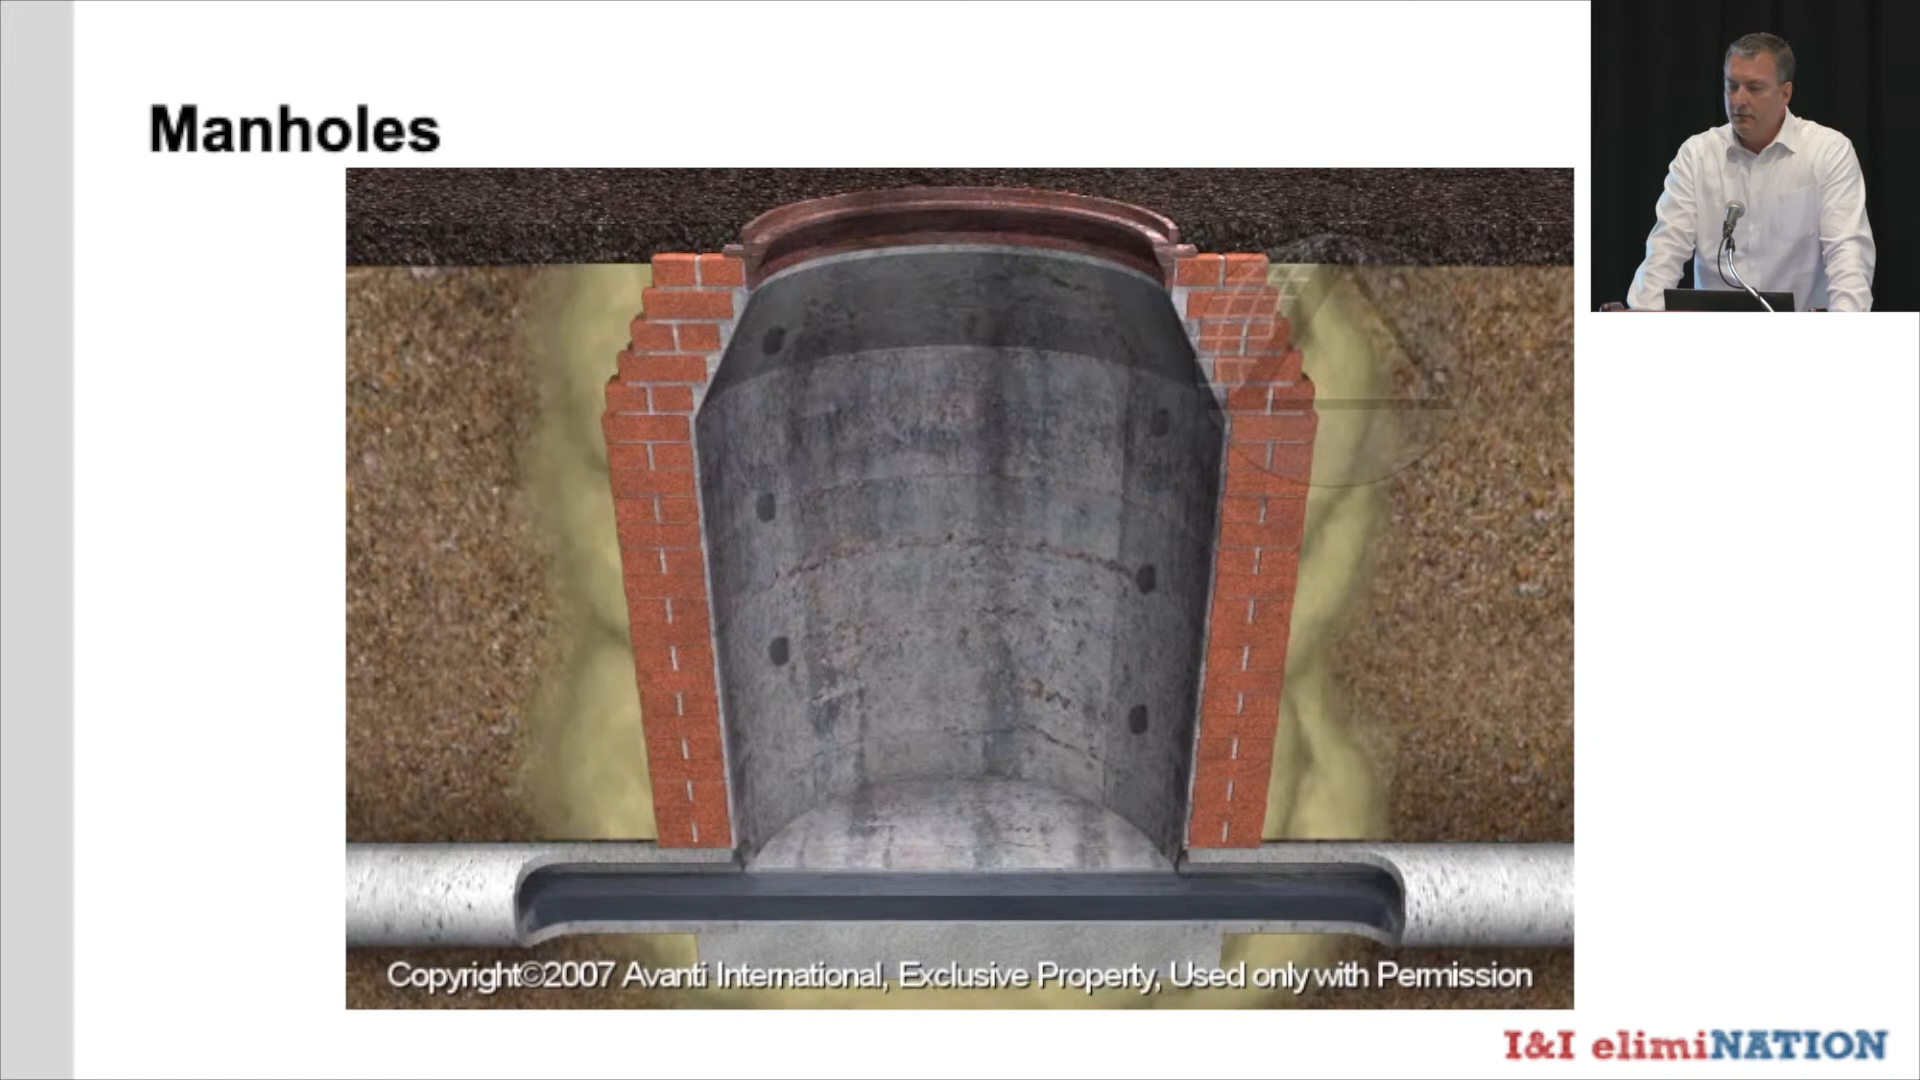 Manholes
Copyright©2007 Avanti International, Exclusive Property, Used only with Permission
I&I elimiNATION